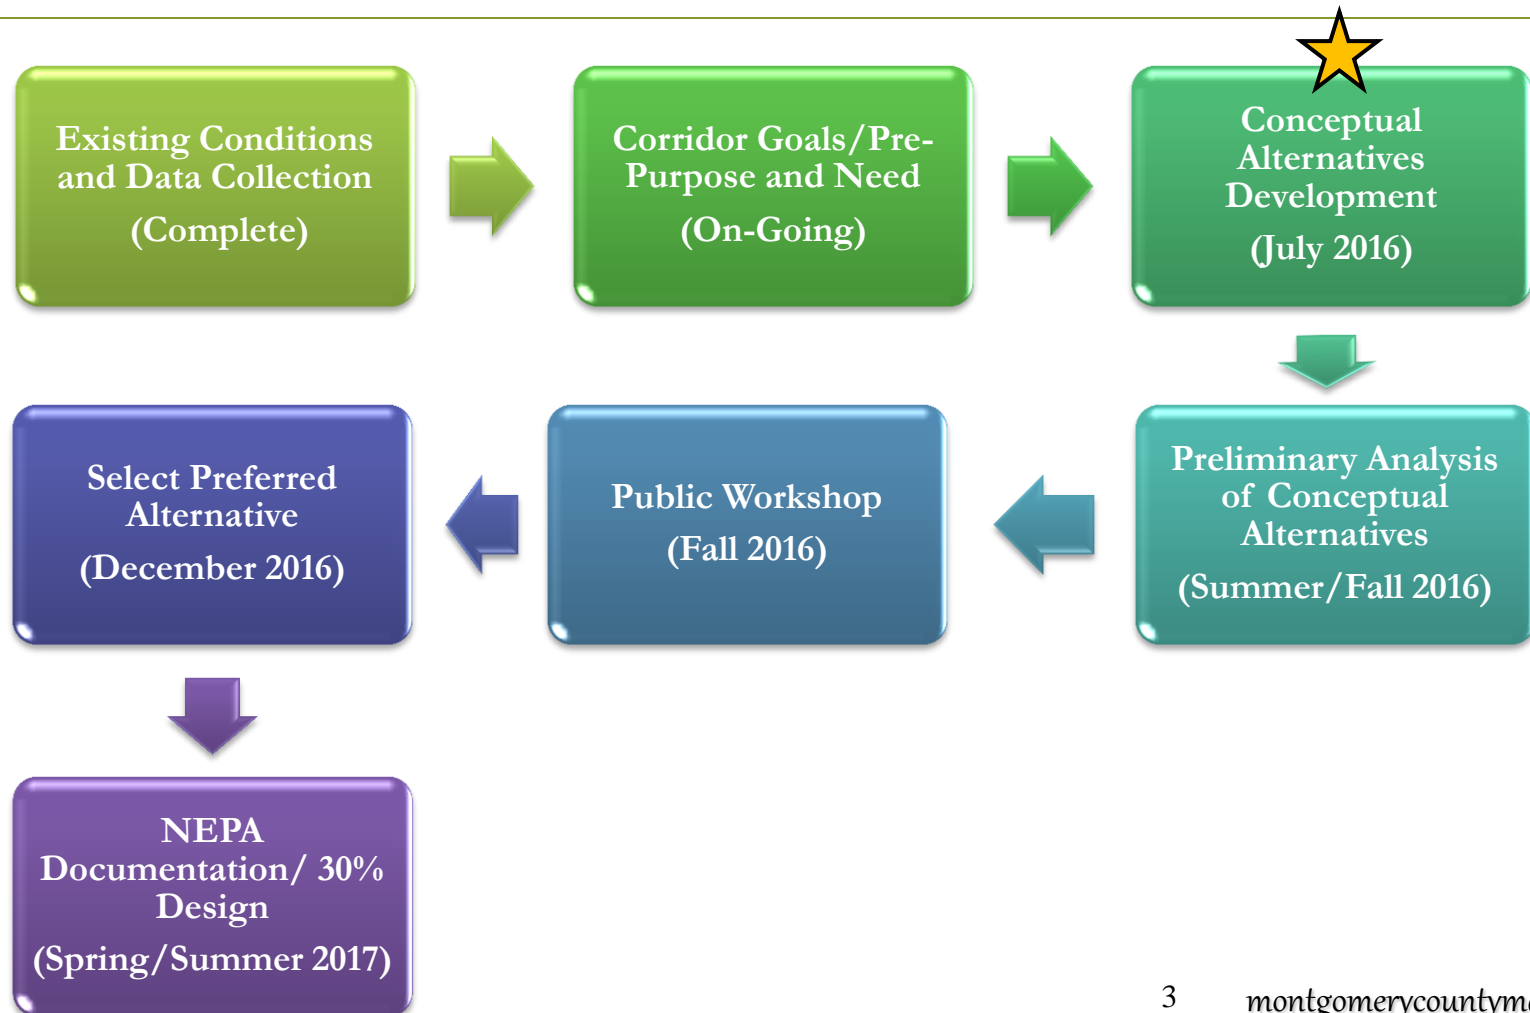 Existing Conditions
and Data Collection
(Complete)
Corridor Goals/Pre-
Purpose and Need
(On-Going)
Conceptual
Alternatives
Development
(July 2016)
Preliminary Analysis
of Conceptual
Alternatives
(Summer/Fall 2016)
Public Workshop
(Fall 2016)
Select Preferred
Alternative
(December 2016)
NEPA
Documentation/ 30%
Design
(Spring/Summer 2017)
3